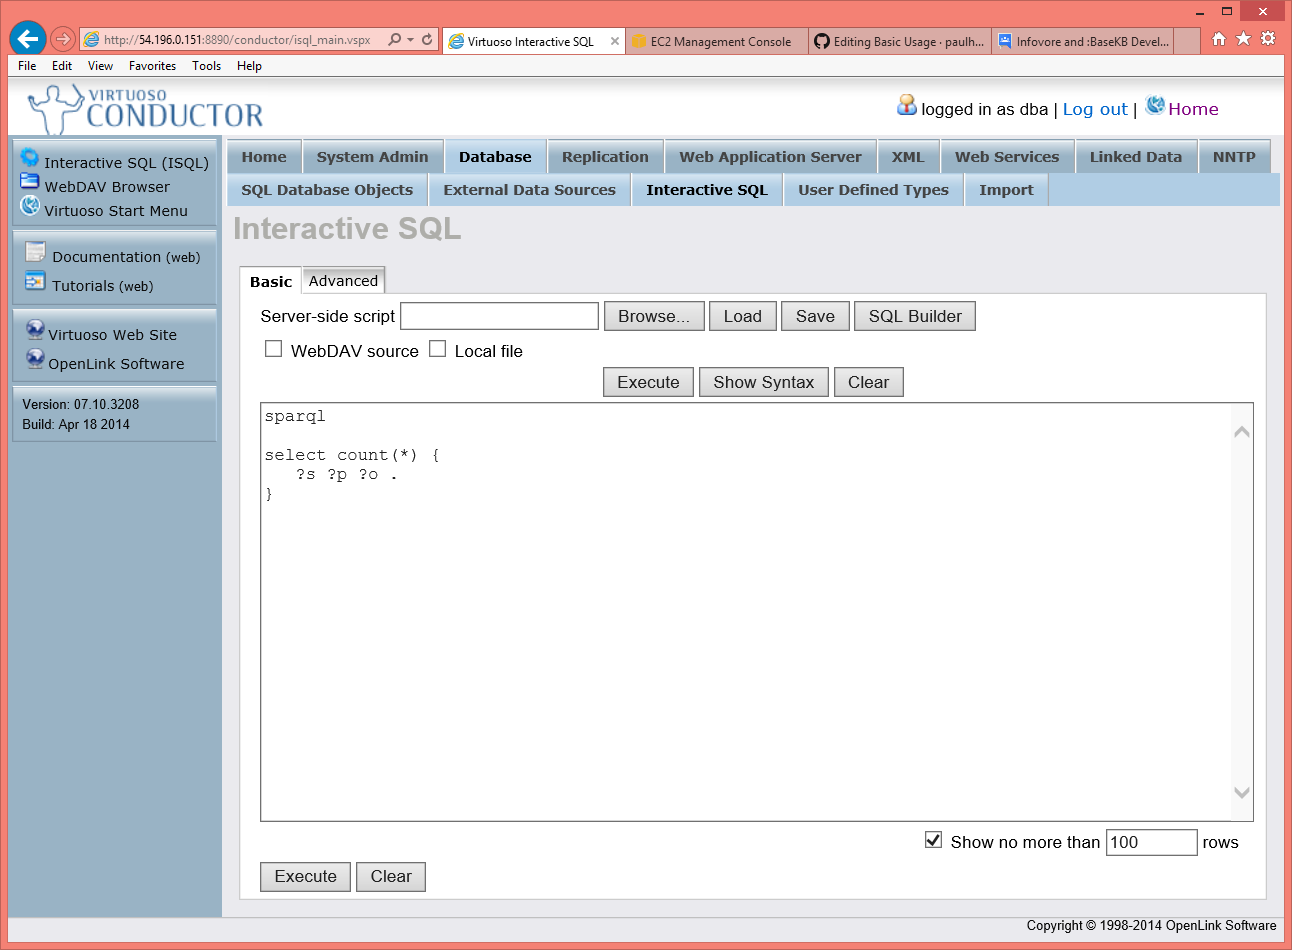 http://54.196.0.151:8890/conductor/isql_main.vspx
Virtuoso Interactive SQL
EC2 Management Console
Editing Basic Usage · paulh...
Infovore and :BaseKB Devel...
File Edit View Favorites Tools Help
VIRTUOSO
CONDUCTOR
logged in as dba | Log out | Home
Interactive SQL (ISQL)
WebDAV Browser
Virtuoso Start Menu
Documentation (web)
Tutorials (web)
Virtuoso Web Site
OpenLink Software
Version: 07.10.3208
Build: Apr 18 2014
Home System Admin Database Replication Web Application Server XML Web Services Linked Data NNTP
SQL Database Objects External Data Sources Interactive SQL User Defined Types Import
Interactive SQL
Basic Advanced
Server-side script Browse... Load Save SQL Builder
WebDAV source Local file
Execute Show Syntax Clear
sparql
select count(*) {
?s ?p ?o .
}
Show no more than 100 rows
Execute Clear
Copyright © 1998-2014 OpenLink Software